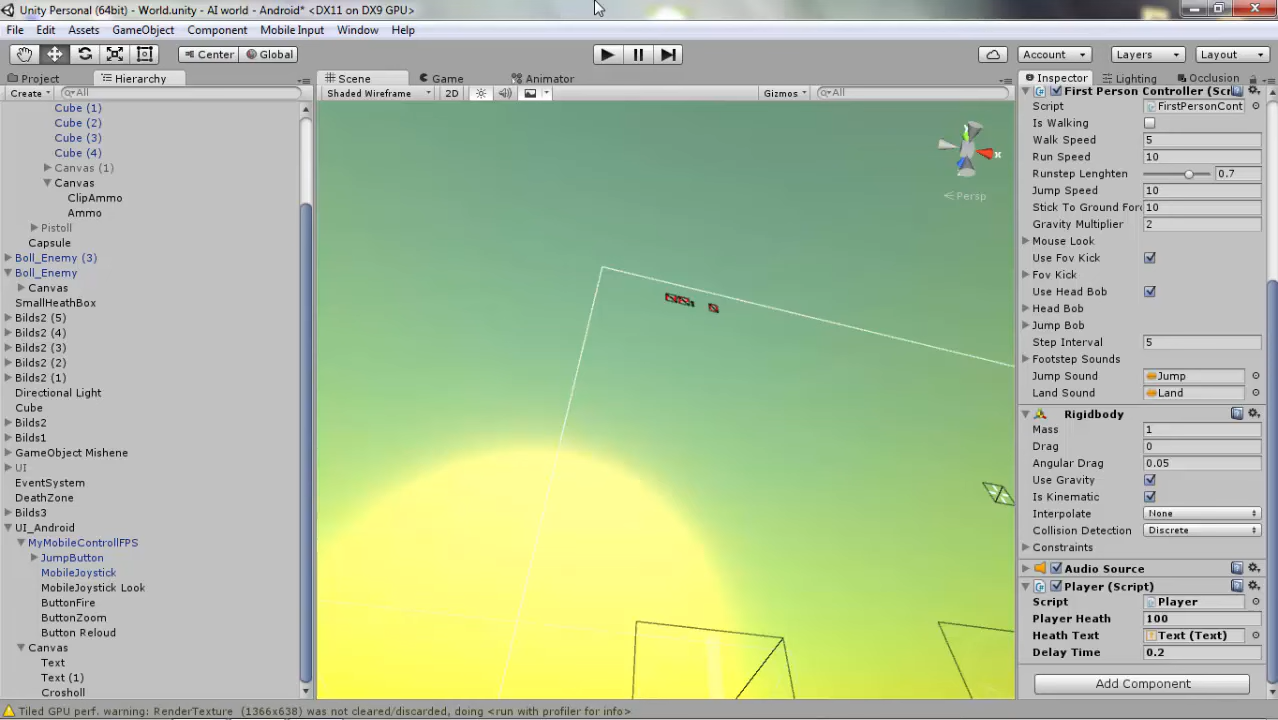 Unity Personal (64bit) - World.unity - AI world - Android* <DX11 on DX9 GPU>
File Edit Assets GameObject Component Mobile Input Window Help
Center Global Account Layers Layout
Project Hierarchy Scene Game Animator Inspector Lighting Occlusion
Create All Shaded Wireframe 2D Gizmos All
Cube (1)
Cube (2)
Cube (3)
Cube (4)
Canvas (1)
Canvas
ClipAmmo
Ammo
Pistoll
Capsule
Boll_Enemy (3)
Boll_Enemy
Canvas
SmallHeathBox
Bilds2 (5)
Bilds2 (4)
Bilds2 (3)
Bilds2 (2)
Bilds2 (1)
Directional Light
Cube
Bilds2
Bilds1
GameObject Mishene
UI
EventSystem
DeathZone
Bilds3
UI_Android
MyMobileControllFPS
JumpButton
MobileJoystick
MobileJoystick Look
ButtonFire
ButtonZoom
Button Reloud
Canvas
Text
Text (1)
Crosholl
x
Persp
First Person Controller (Scri
Script FirstPersonCont
Is Walking
Walk Speed 5
Run Speed 10
Runstep Lenghten 0.7
Jump Speed 10
Stick To Ground Forc 10
Gravity Multiplier 2
Mouse Look
Use Fov Kick
Fov Kick
Use Head Bob
Head Bob
Jump Bob
Step Interval 5
Footstep Sounds
Jump Sound Jump
Land Sound Land
Rigidbody
Mass 1
Drag 0
Angular Drag 0.05
Use Gravity
Is Kinematic
Interpolate None
Collision Detection Discrete
Constraints
Audio Source
Player (Script)
Script Player
Player Heath 100
Heath Text Text (Text)
Delay Time 0.2
Add Component
Tiled GPU perf. warning: RenderTexture (1366x638) was not cleared/discarded, doing <run with profiler for info>